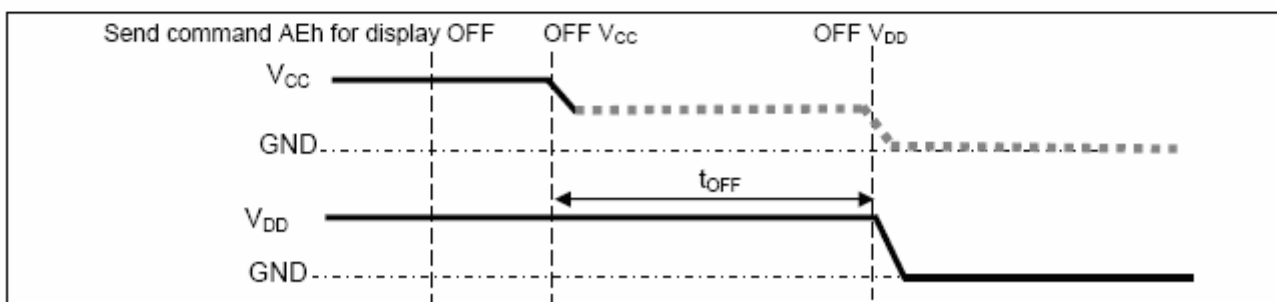 Send command AEh for display OFF OFF VCC OFF VDD
VCC
GND
tOFF
VDD
GND